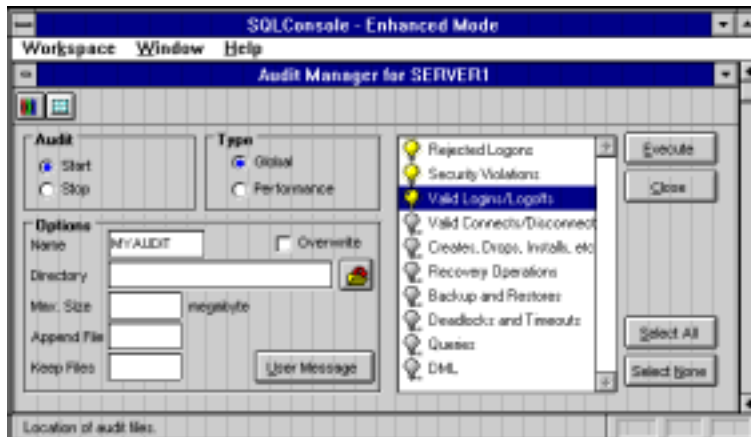 SQLConsole - Enhanced Mode
Workspace Window Help
Audit Manager for SERVER1
Audit
Start
Stop
Type
Global
Performance
Options
Name MYAUDIT Overwrite
Directory
Max. Size megabyte
Append File
Keep Files
User Message
Rejected Logons
Security Violations
Valid Logins/Logoffs
Valid Connects/Disconnect
Creates, Drops, Installs, etc
Recovery Operations
Backup and Restores
Deadlocks and Timeouts
Queries
DML
Execute
Close
Select All
Select None
Location of audit files.